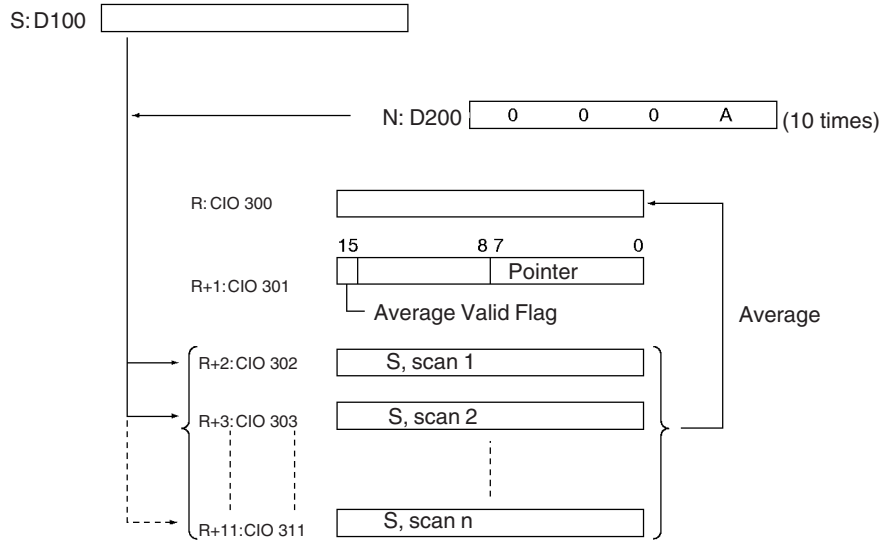 S: D100
N: D200 0 0 0 A (10 times)
R: CIO 300
15 8 7 0
R+1: CIO 301 Pointer
Average Valid Flag
Average
R+2: CIO 302 S, scan 1
R+3: CIO 303 S, scan 2
R+11: CIO 311 S, scan n